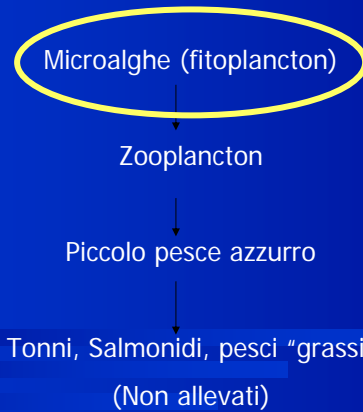 Microalghe (fitoplancton)
Zooplancton
Piccolo pesce azzurro
Tonni, Salmonidi, pesci “grassi
(Non allevati)